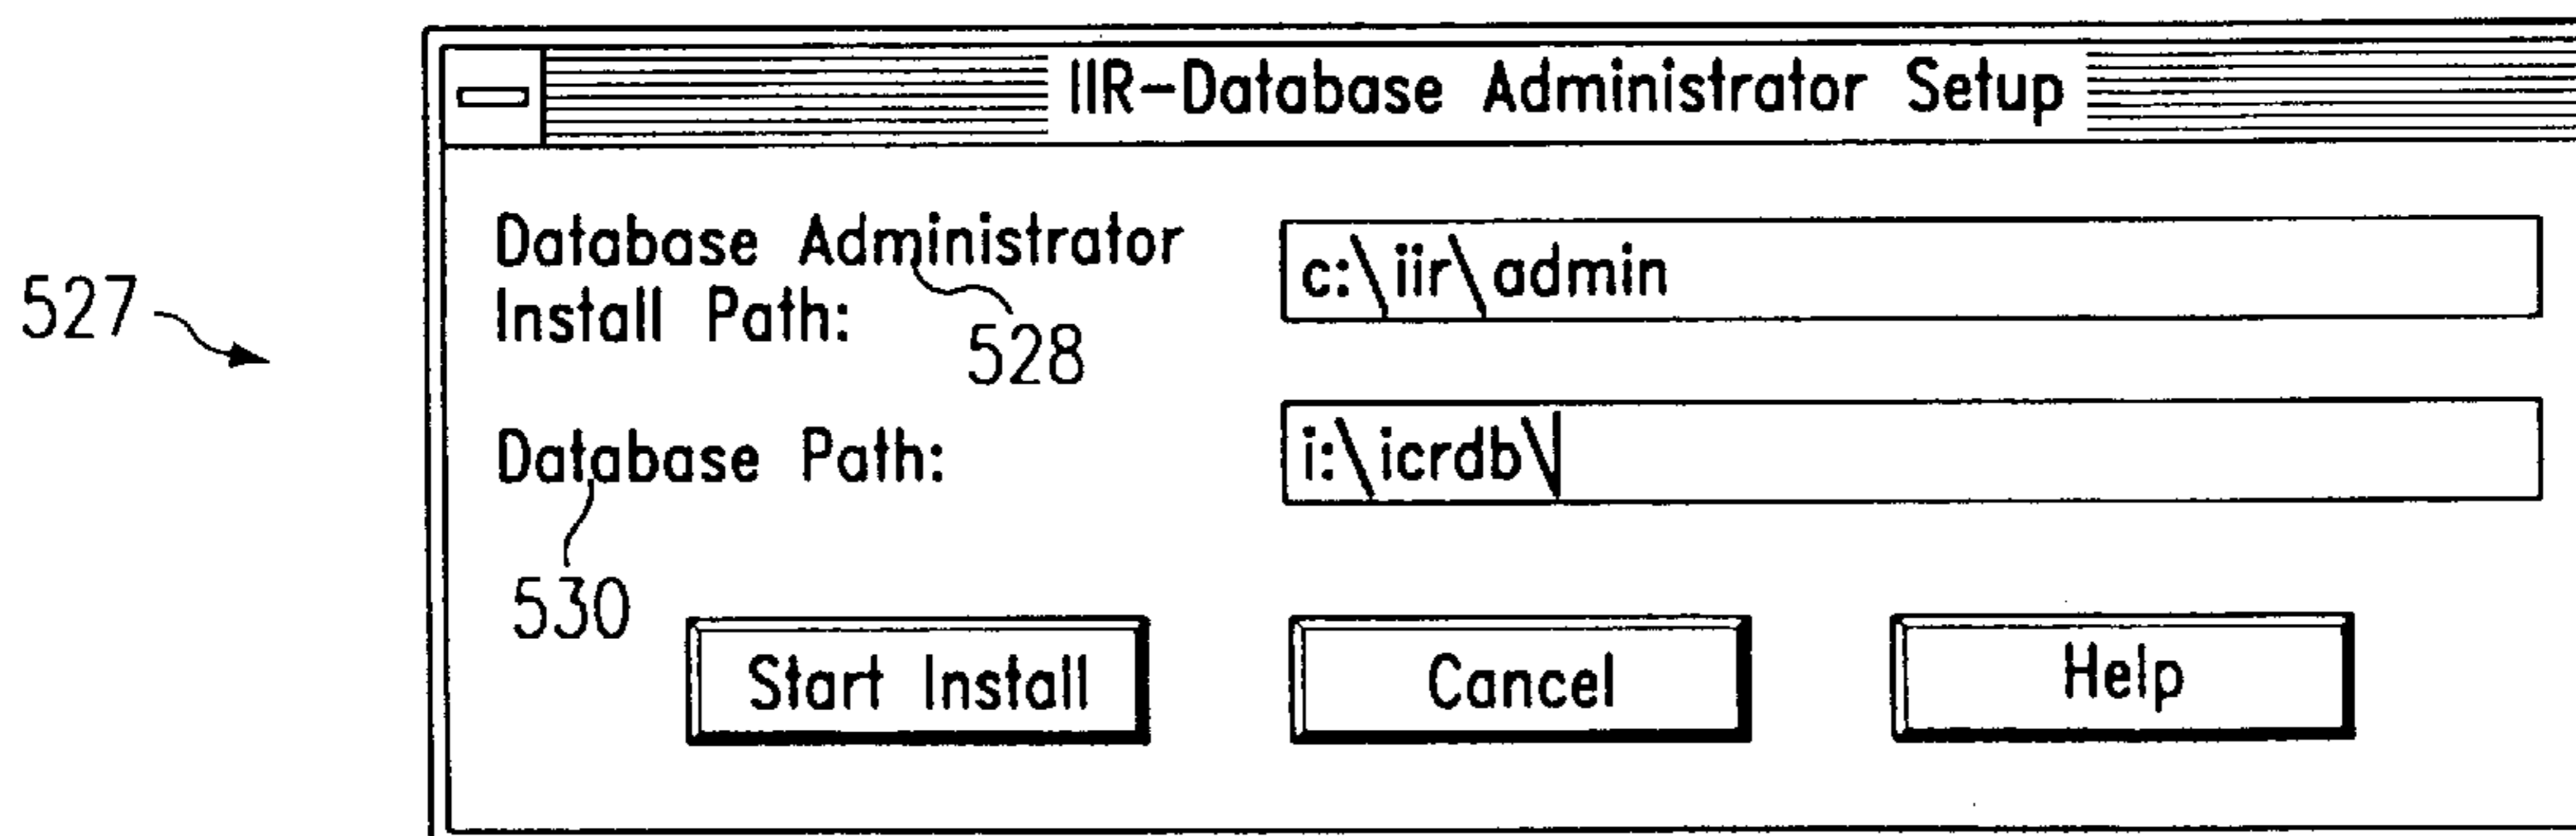 IIR-Database Administrator Setup
Database Administrator
Install Path:
c:\iir\admin
527
528
Database Path:
i:\icrdb\
530
Start Install Cancel Help